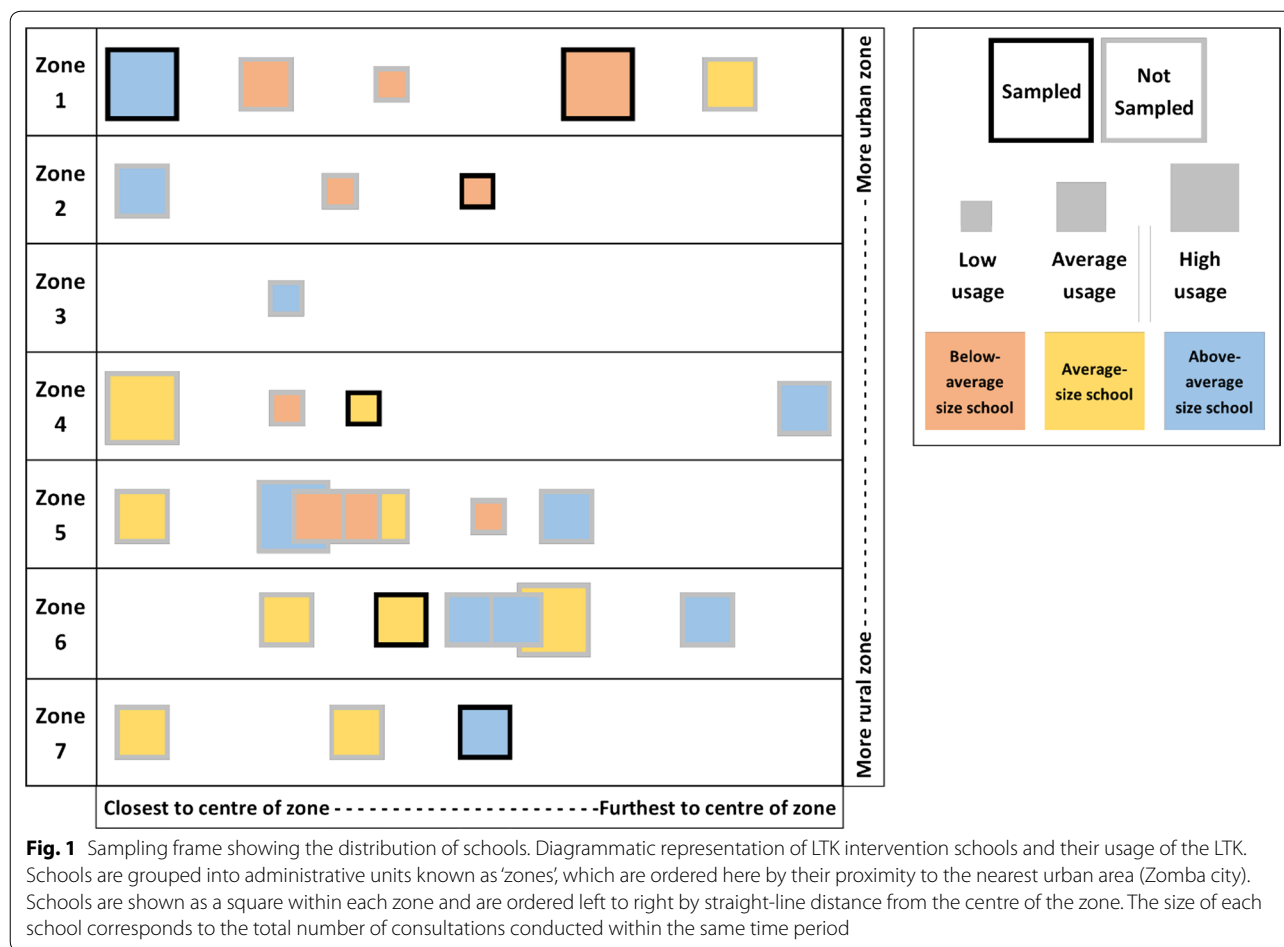 Zone
1
Zone
2
Zone
3
Zone
4
Zone
5
Zone
6
Zone
7
More rural zone ---------------------------------- More urban zone
Closest to centre of zone - - - - - - - - - - - - - - - - - - - - - - -Furthest to centre of zone
Sampled
Not
Sampled
Low
usage
Average
usage
High
usage
Below-
average
size school
Average-
size school
Above-
average
size school
Fig. 1 Sampling frame showing the distribution of schools. Diagrammatic representation of LTK intervention schools and their usage of the LTK.
Schools are grouped into administrative units known as ‘zones’, which are ordered here by their proximity to the nearest urban area (Zomba city).
Schools are shown as a square within each zone and are ordered left to right by straight-line distance from the centre of the zone. The size of each
school corresponds to the total number of consultations conducted within the same time period